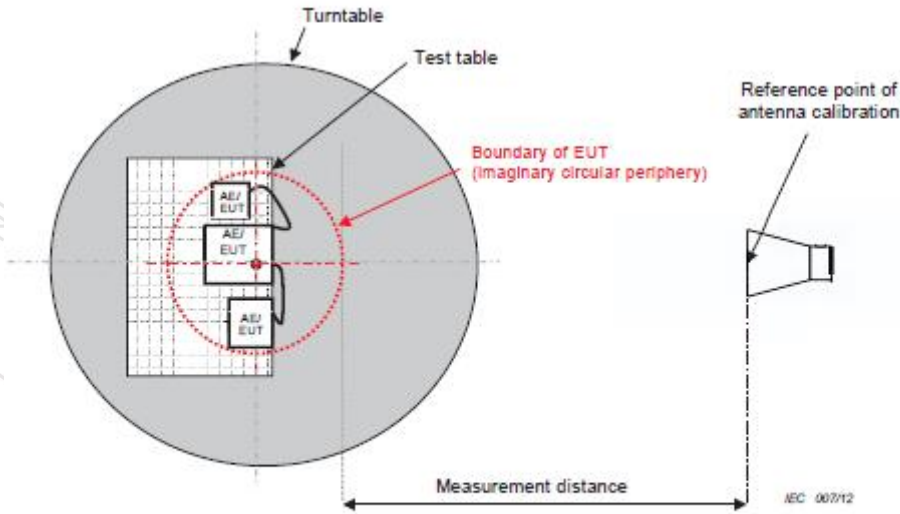 Turntable
Test table
Reference point of
antenna calibration
Boundary of EUT
(imaginary circular periphery)
AE/
EUT
AE/
EUT
AE/
EUT
Measurement distance
IEC 007/12